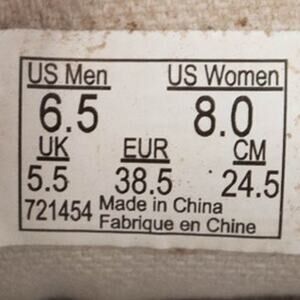 US Men US Women
6.5 8.0
UK EUR CM
5.5 38.5 24.5
721454 Made in China
Fabrique en Chine